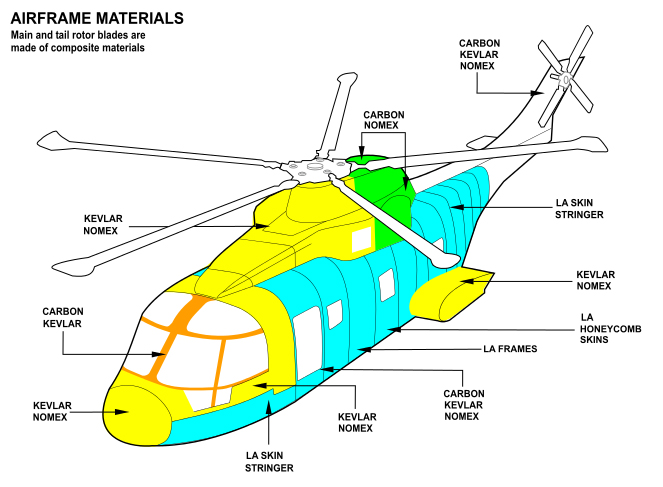 AIRFRAME MATERIALS
Main and tail rotor blades are
made of composite materials
CARBON
KEVLAR
NOMEX
CARBON
NOMEX
KEVLAR
NOMEX
LA SKIN
STRINGER
KEVLAR
NOMEX
CARBON
KEVLAR
LA
HONEYCOMB
SKINS
LA FRAMES
KEVLAR
NOMEX
KEVLAR
NOMEX
CARBON
KEVLAR
NOMEX
LA SKIN
STRINGER